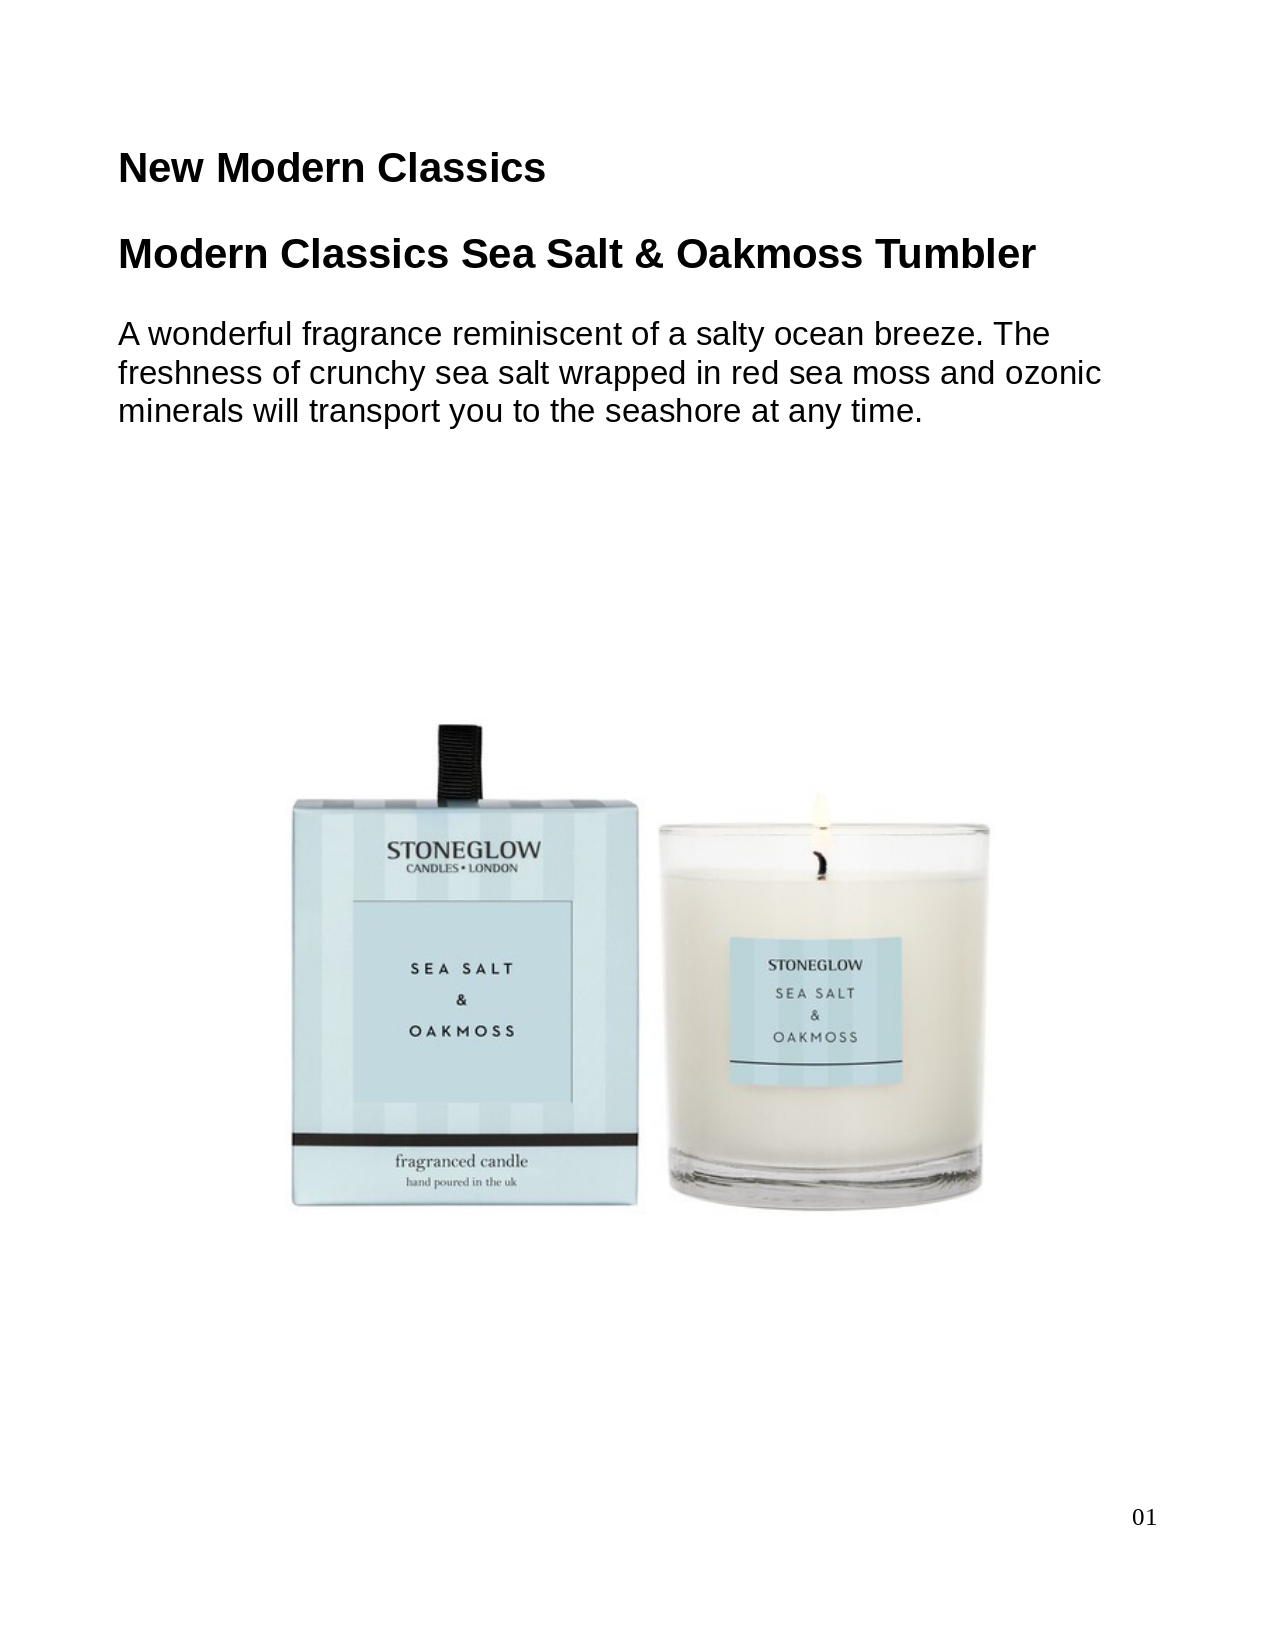 New Modern Classics
Modern Classics Sea Salt & Oakmoss Tumbler
A wonderful fragrance reminiscent of a salty ocean breeze. The
freshness of crunchy sea salt wrapped in red sea moss and ozonic
minerals will transport you to the seashore at any time.
STONEGLOW
CANDLES • LONDON
SEA SALT
&
OAKMOSS
fragranced candle
hand poured in the uk
STONEGLOW
SEA SALT
&
OAKMOSS
01